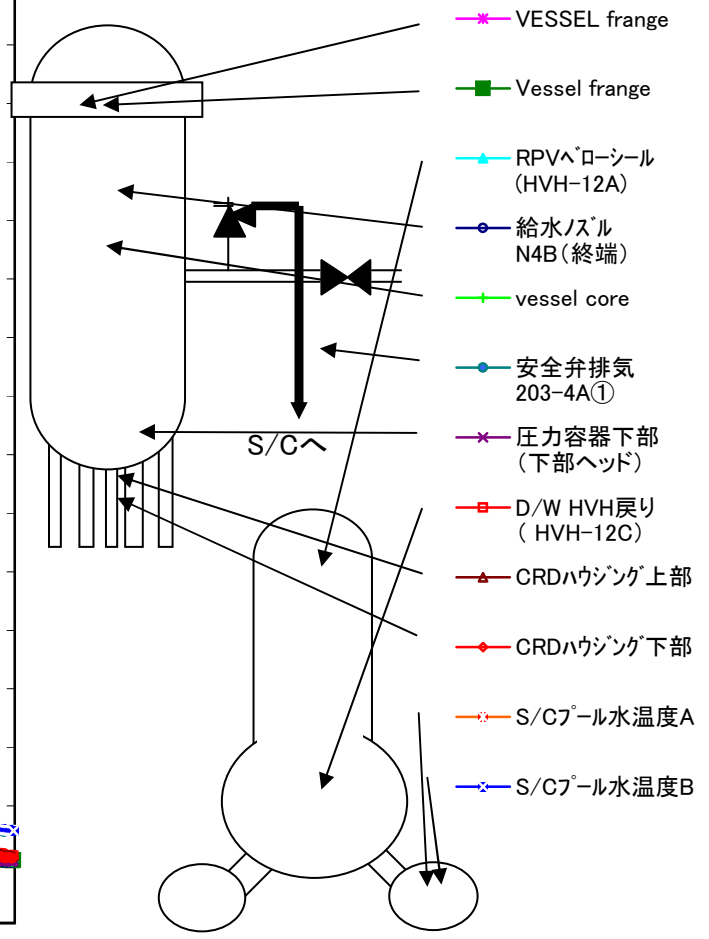 VESSEL frange
Vessel frange
RPVベローシール
(HVH-12A)
給水ノズル
N4B(終端)
vessel core
安全弁排気
203-4A①
圧力容器下部
(下部ヘッド)
D/W HVH戻り
( HVH-12C)
CRDハウジング上部
CRDハウジング下部
S/Cプール水温度A
S/Cプール水温度B
S/Cへ